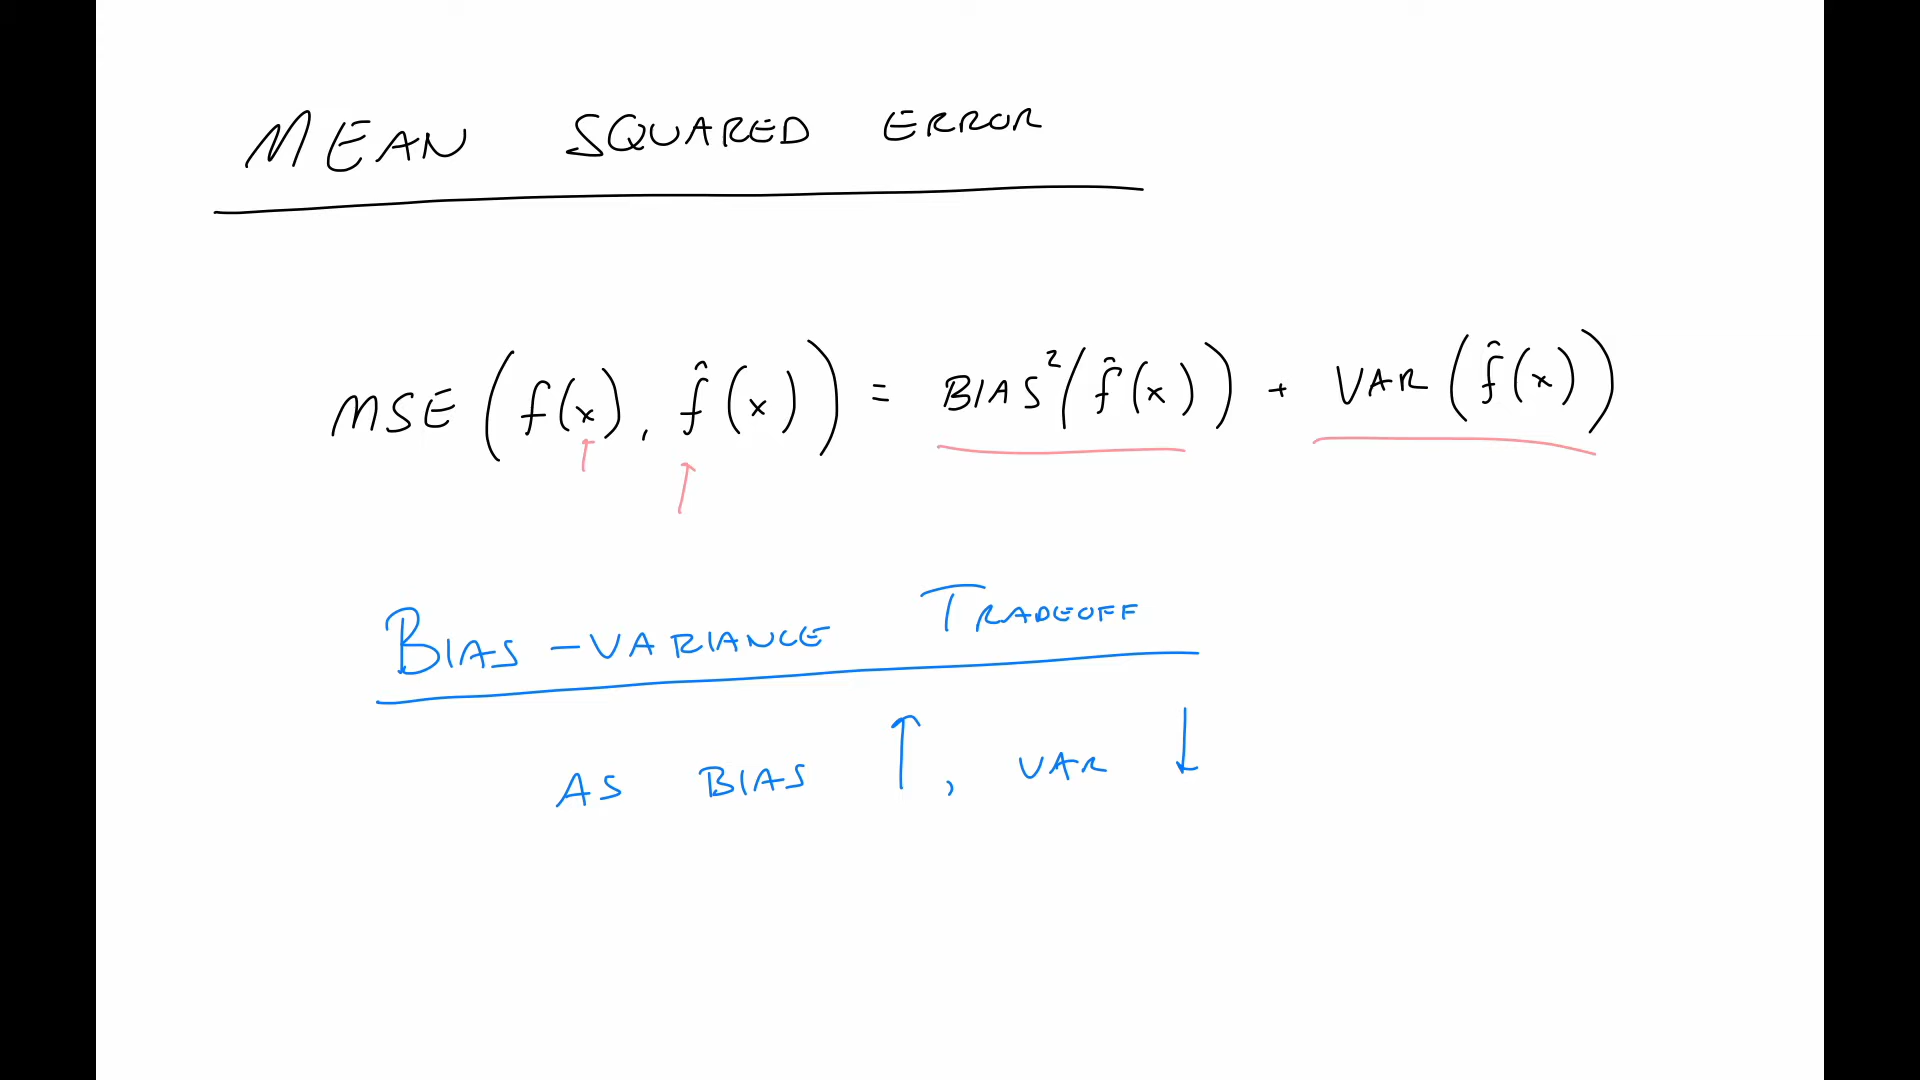 MEAN SQUARED ERROR
MSE(f(x), f̂(x)) = BIAS²(f̂(x)) + VAR(f̂(x))
BIAS-VARIANCE TRADEOFF
AS BIAS ↑, VAR ↓